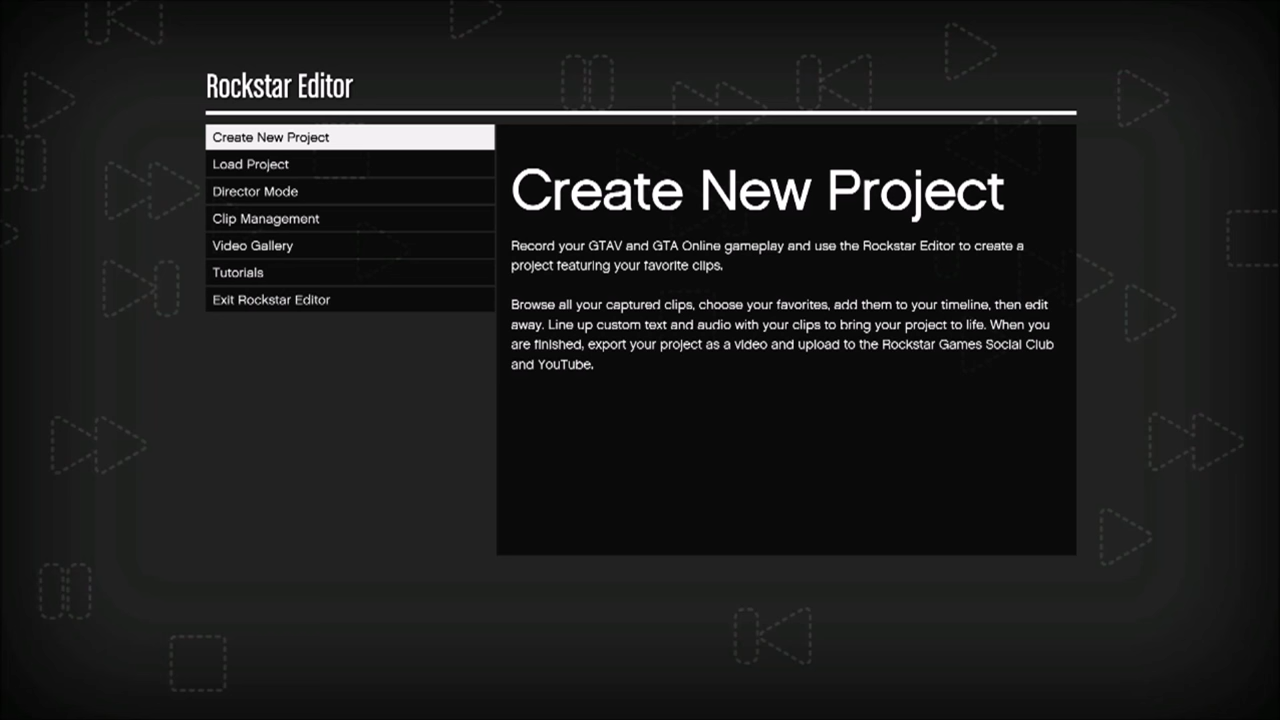 Rockstar Editor
Create New Project
Load Project
Director Mode
Clip Management
Video Gallery
Tutorials
Exit Rockstar Editor
Create New Project
Record your GTAV and GTA Online gameplay and use the Rockstar Editor to create a
project featuring your favorite clips.
Browse all your captured clips, choose your favorites, add them to your timeline, then edit
away. Line up custom text and audio with your clips to bring your project to life. When you
are finished, export your project as a video and upload to the Rockstar Games Social Club
and YouTube.